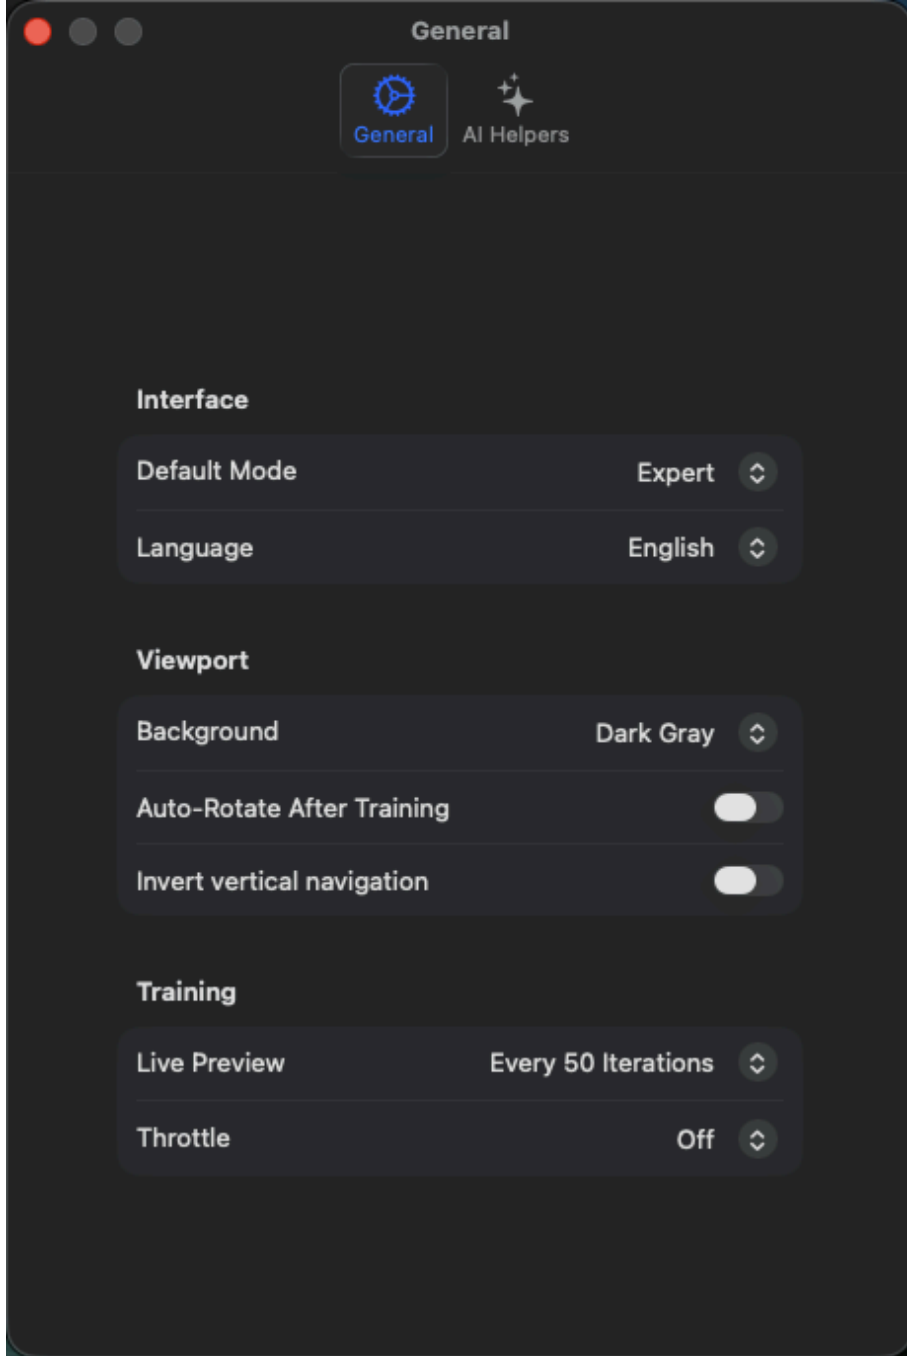 General
General
AI Helpers
Interface
Default Mode Expert
Language English
Viewport
Background Dark Gray
Auto-Rotate After Training
Invert vertical navigation
Training
Live Preview Every 50 Iterations
Throttle Off